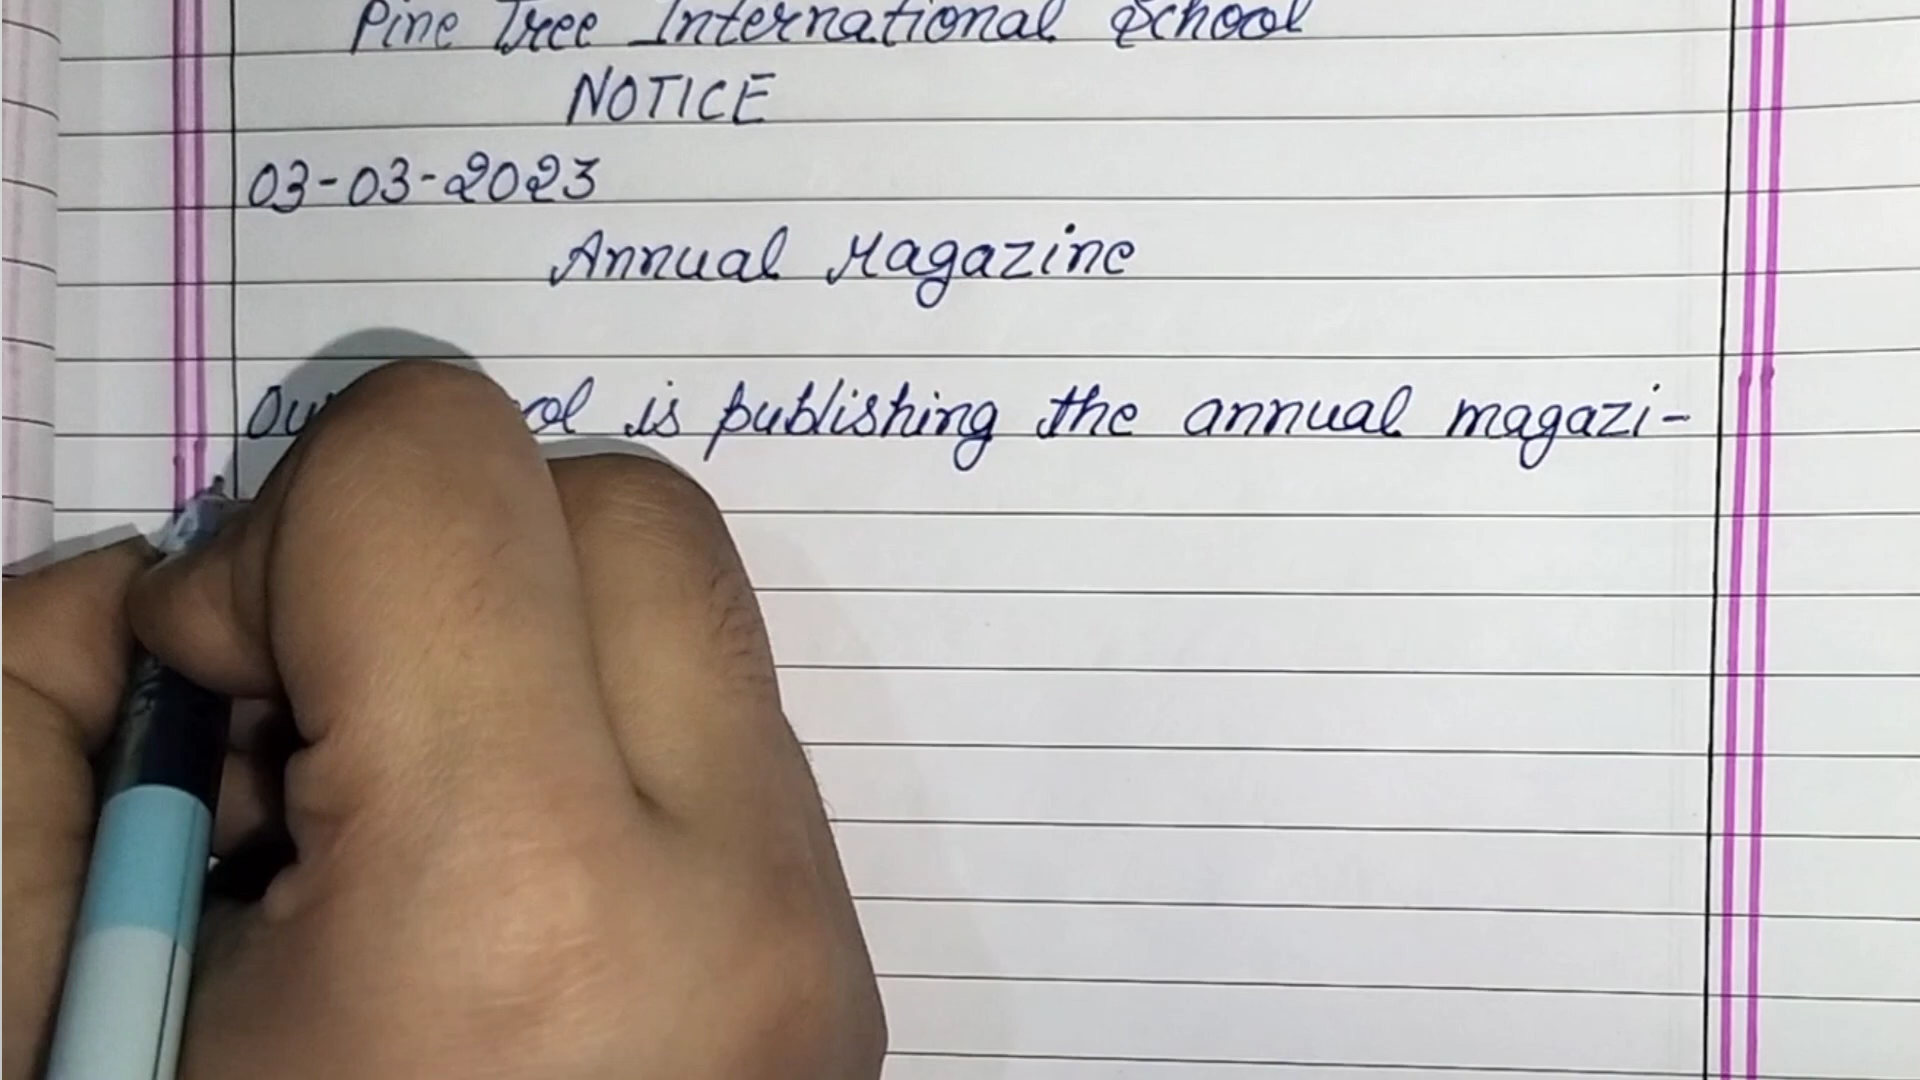 Pine Tree International School
NOTICE
03-03-2023
Annual Magazine
is publishing the annual magazi-